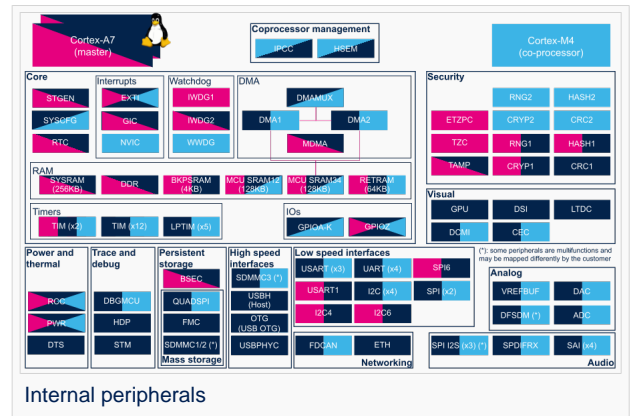 Cortex-A7
(master)
Coprocessor management
IPCC
HSEM
Cortex-M4
(co-processor)
Core
STGEN
SYSCFG
RTC
Interrupts
EXTI
GIC
NVIC
Watchdog
IWDG1
IWDG2
WWDG
DMA
DMAMUX
DMA1
DMA2
MDMA
Security
RNG2
HASH2
ETZPC
CRYP2
CRC2
TZC
RNG1
HASH1
TAMP
CRYP1
CRC1
RAM
SYSRAM
(256KB)
DDR
BKPSRAM
(4KB)
MCU SRAM12
(128KB)
MCU SRAM34
(128KB)
RETRAM
(64KB)
Timers
TIM (x2)
TIM (x12)
LPTIM (x5)
IOs
GPIOA-K
GPIOZ
Visual
GPU
DSI
LTDC
DCMI
CEC
Power and
thermal
RCC
PWR
DTS
Trace and
debug
DBGMCU
HDP
STM
Persistent
storage
BSEC
QUADSPI
FMC
SDMMC1/2 (*)
Mass storage
High speed
interfaces
SDMMC3 (*)
USBH
(Host)
OTG
(USB OTG)
USBPHYC
Low speed interfaces
USART (x3)
UART (x4)
SPI6
USART1
I2C (x4)
SPI (x2)
I2C4
I2C6
FDCAN
ETH
Networking
(*): some peripherals are multifunctions and
may be mapped differently by the customer
Analog
VREFBUF
DAC
DFSDM (*)
ADC
SPI I2S (x3) (*)
SPDIFRX
SAI (x4)
Audio
Internal peripherals